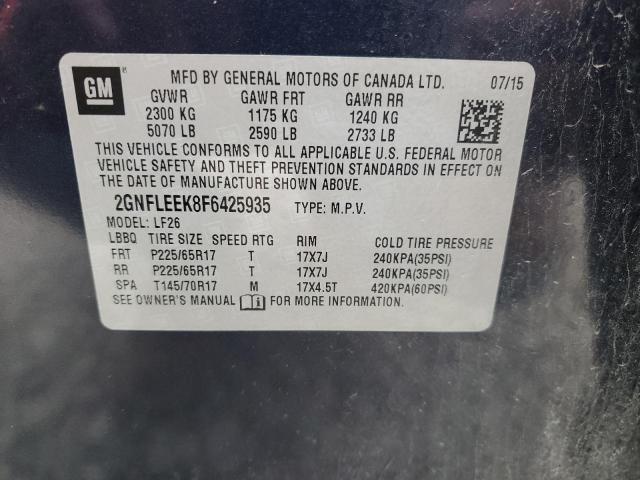 GM
MFD BY GENERAL MOTORS OF CANADA LTD. 07/15
GVWR GAWR FRT GAWR RR
2300 KG 1175 KG 1240 KG
5070 LB 2590 LB 2733 LB
THIS VEHICLE CONFORMS TO ALL APPLICABLE U.S. FEDERAL MOTOR
VEHICLE SAFETY AND THEFT PREVENTION STANDARDS IN EFFECT ON THE
DATE OF MANUFACTURE SHOWN ABOVE.
2GNFLEEK8F6425935 TYPE: M.P.V.
MODEL: LF26
LBBQ TIRE SIZE SPEED RTG RIM COLD TIRE PRESSURE
FRT P225/65R17 T 17X7J 240KPA(35PSI)
RR P225/65R17 T 17X7J 240KPA(35PSI)
SPA T145/70R17 M 17X4.5T 420KPA(60PSI)
SEE OWNER'S MANUAL FOR MORE INFORMATION.